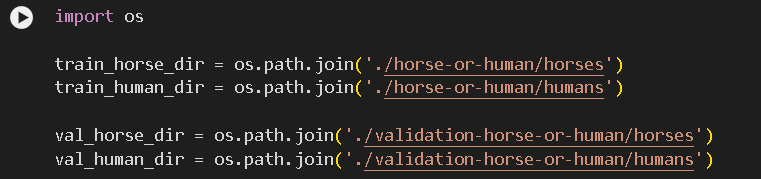 import os
train_horse_dir = os.path.join('./horse-or-human/horses')
train_human_dir = os.path.join('./horse-or-human/humans')
val_horse_dir = os.path.join('./validation-horse-or-human/horses')
val_human_dir = os.path.join('./validation-horse-or-human/humans')